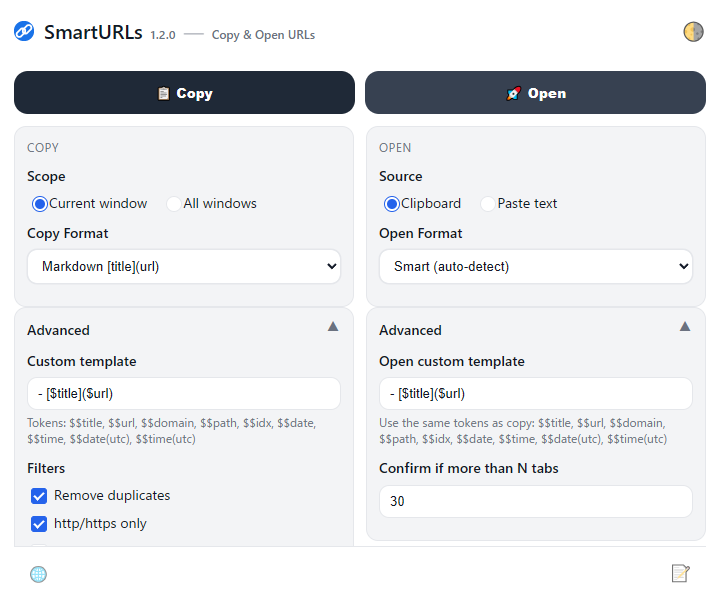 SmartURLs 1.2.0 — Copy & Open URLs
📋 Copy
🚀 Open
COPY
Scope
Current window
All windows
Copy Format
Markdown [title](url)
Advanced ▲
Custom template
- [$title]($url)
Tokens: $$title, $$url, $$domain, $$path, $$idx, $$date,
$$time, $$date(utc), $$time(utc)
Filters
Remove duplicates
http/https only
OPEN
Source
Clipboard
Paste text
Open Format
Smart (auto-detect)
Advanced ▲
Open custom template
- [$title]($url)
Use the same tokens as copy: $$title, $$url, $$domain,
$$path, $$idx, $$date, $$time, $$date(utc), $$time(utc)
Confirm if more than N tabs
30